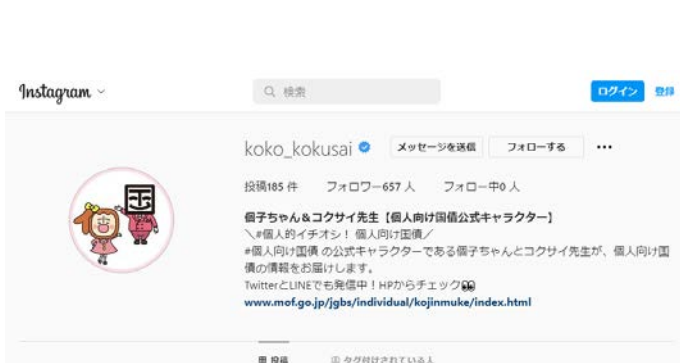 Instagram
検索
ログイン 登録
koko_kokusai メッセージを送信 フォローする
投稿185 件 フォロワー657 人 フォロー中0 人
個子ちゃん＆コクサイ先生【個人向け国債公式キャラクター】
＼#個人的イチオシ！ 個人向け国債／
#個人向け国債 の公式キャラクターである個子ちゃんとコクサイ先生が、個人向け国
債の情報をお届けします。
TwitterとLINEでも発信中！HPからチェック👀
www.mof.go.jp/jgbs/individual/kojinmuke/index.html
投稿 タグ付けされている人